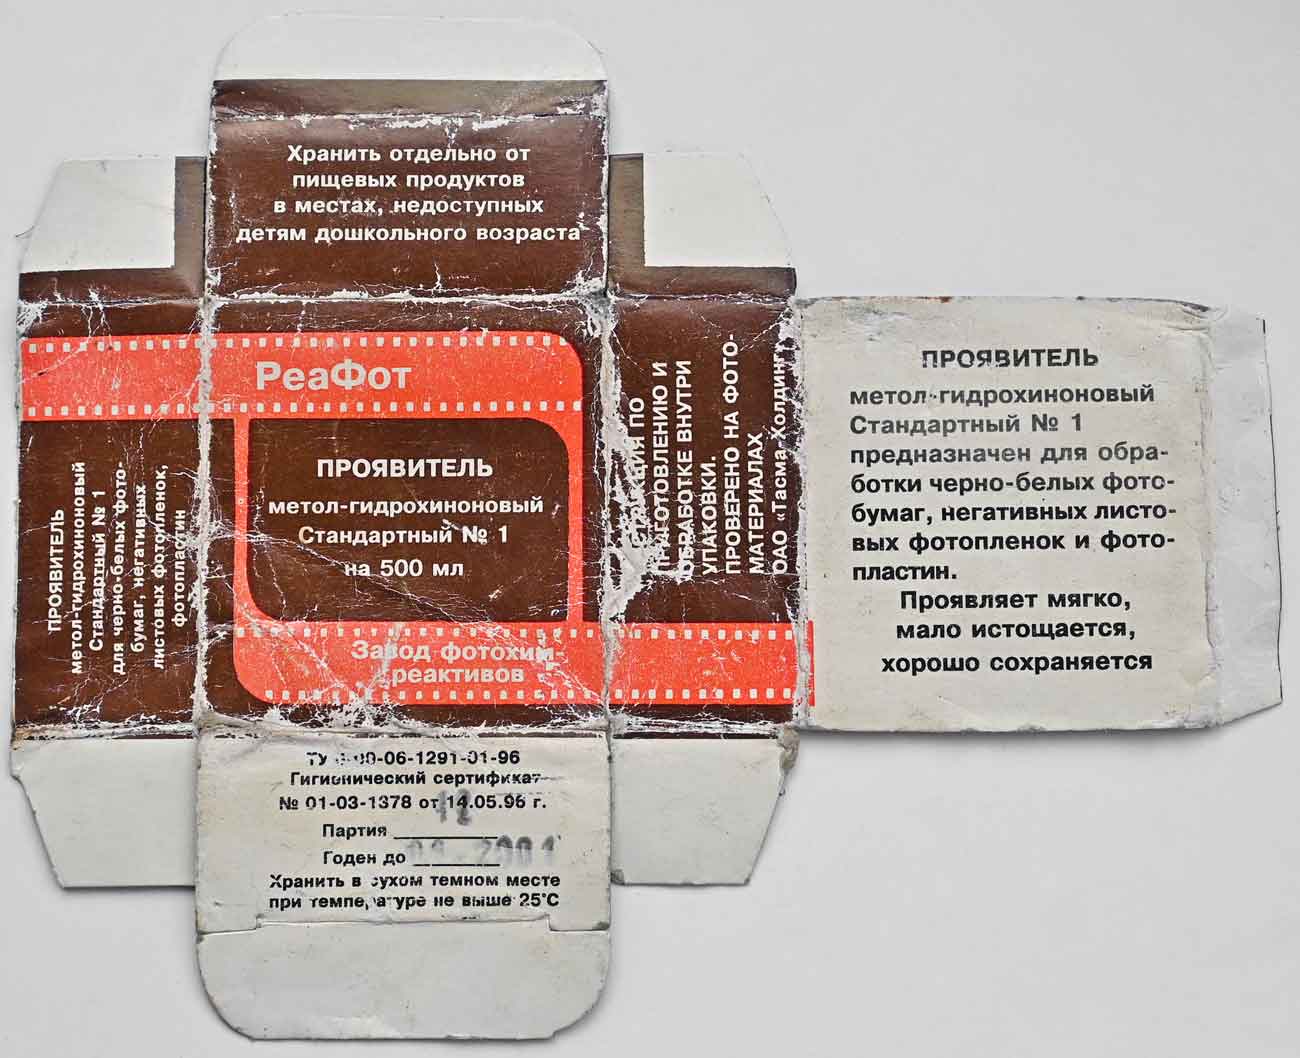 Хранить отдельно от
пищевых продуктов
в местах, недоступных
детям дошкольного возраста
РеаФот
ПРОЯВИТЕЛЬ
метол-гидрохиноновый
Стандартный № 1
на 500 мл
Завод фотохим-
реактивов
ПРОЯВИТЕЛЬ
метол-гидрохиноновый
Стандартный № 1
для черно-белых фото-
бумаг, негативных
листовых фотопленок,
фотопластин
ПО
ПРИГОТОВЛЕНИЮ И
ОБРАБОТКЕ ВНУТРИ
УПАКОВКИ.
ПРОВЕРЕНО НА ФОТО-
МАТЕРИАЛАХ
ОАО «Тасма-Холдинг»
ПРОЯВИТЕЛЬ
метол-гидрохиноновый
Стандартный № 1
предназначен для обра-
ботки черно-белых фото-
бумаг, негативных листо-
вых фотопленок и фото-
пластин.
Проявляет мягко,
мало истощается,
хорошо сохраняется
ТУ
Гигиенический сертификат
№ 01-03-1378 от 14.05.96 г.
Партия 12
Годен до 2001
Хранить в сухом темном месте
при температуре не выше 25°С